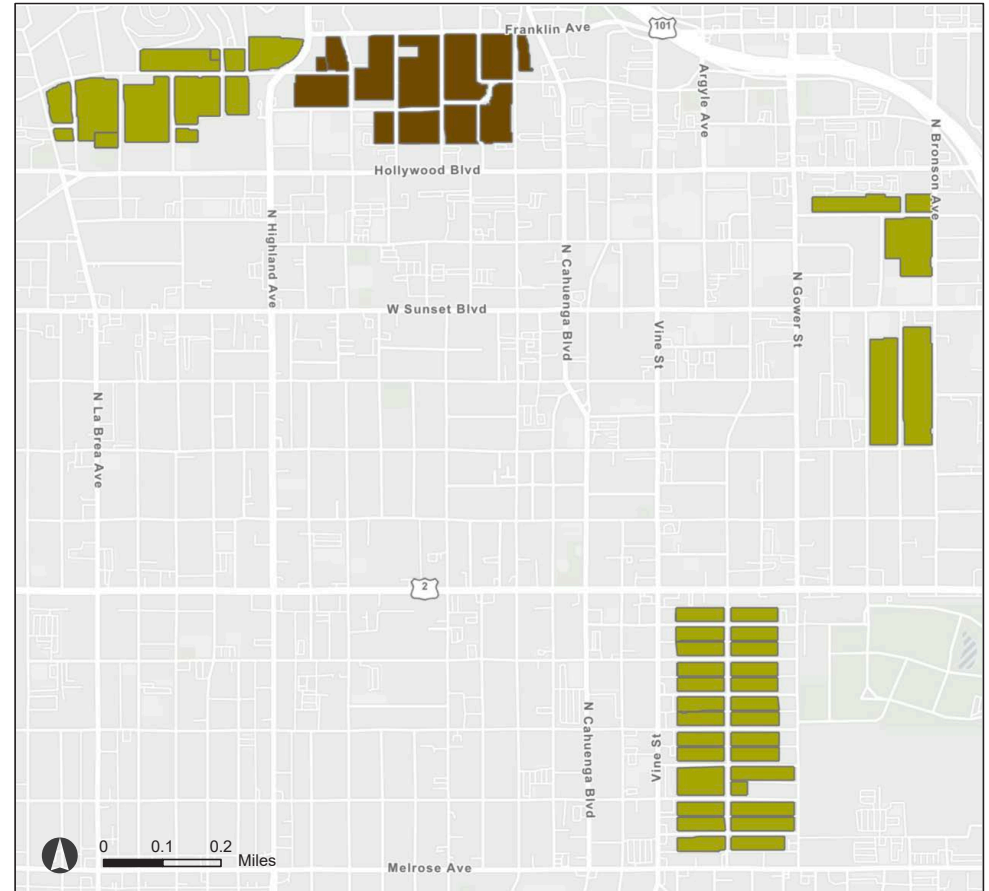 Franklin Ave
101
Argyle Ave
N Bronson Ave
Hollywood Blvd
N Highland Ave
N Cahuenga Blvd
N Gower St
W Sunset Blvd
Vine St
N La Brea Ave
2
N Cahuenga Blvd
Vine St
0 0.1 0.2
Miles
Melrose Ave